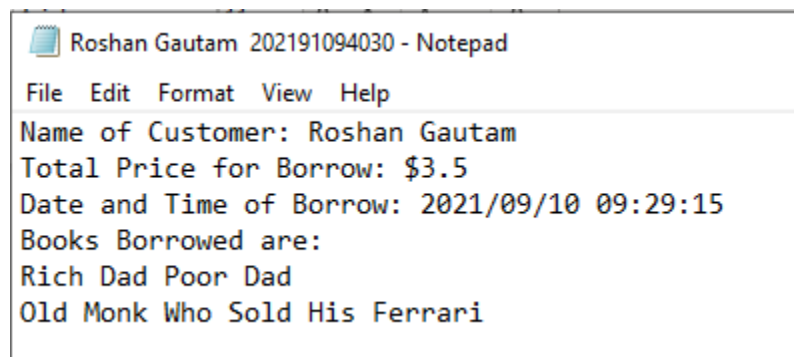 Roshan Gautam 202191094030 - Notepad
File Edit Format View Help
Name of Customer: Roshan Gautam
Total Price for Borrow: $3.5
Date and Time of Borrow: 2021/09/10 09:29:15
Books Borrowed are:
Rich Dad Poor Dad
Old Monk Who Sold His Ferrari